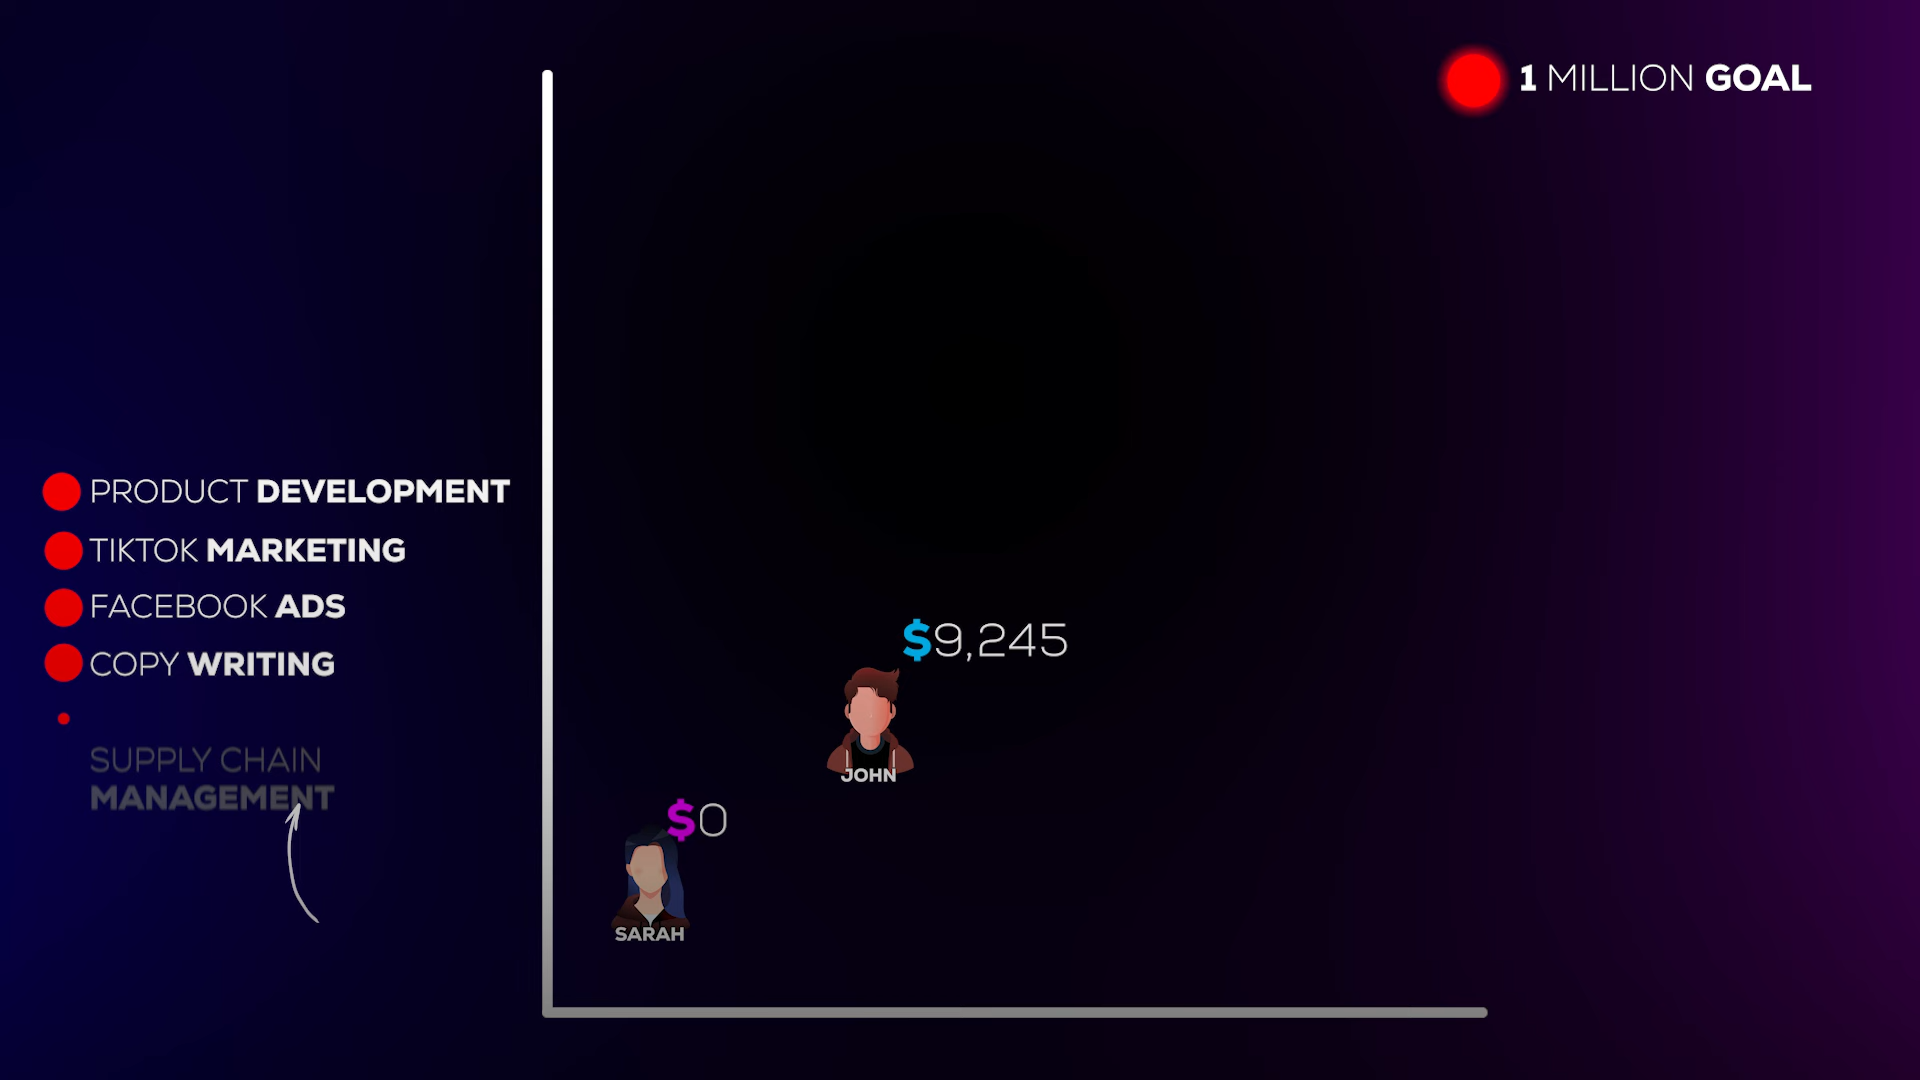 1 MILLION GOAL
PRODUCT DEVELOPMENT
TIKTOK MARKETING
FACEBOOK ADS
COPY WRITING
SUPPLY CHAIN
MANAGEMENT
$9,245
JOHN
$0
SARAH